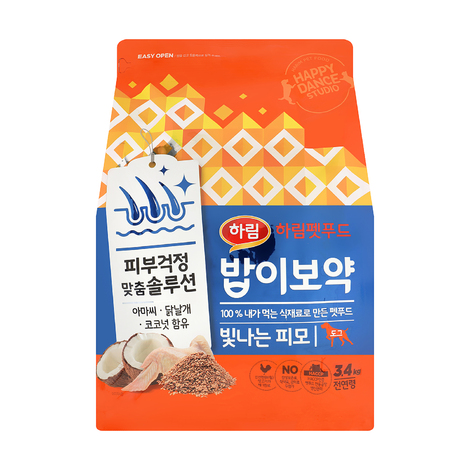 EASY OPEN
HAPPY
DANCE
STUDIO
하림
하림펫푸드
밥이보약
100 % 내가 먹는 식재료로 만든 펫푸드
빛나는 피모
도그
피부걱정
맞춤솔루션
아마씨 · 닭날개
· 코코넛 함유
NO
HACCP
3.4 kg
전연령